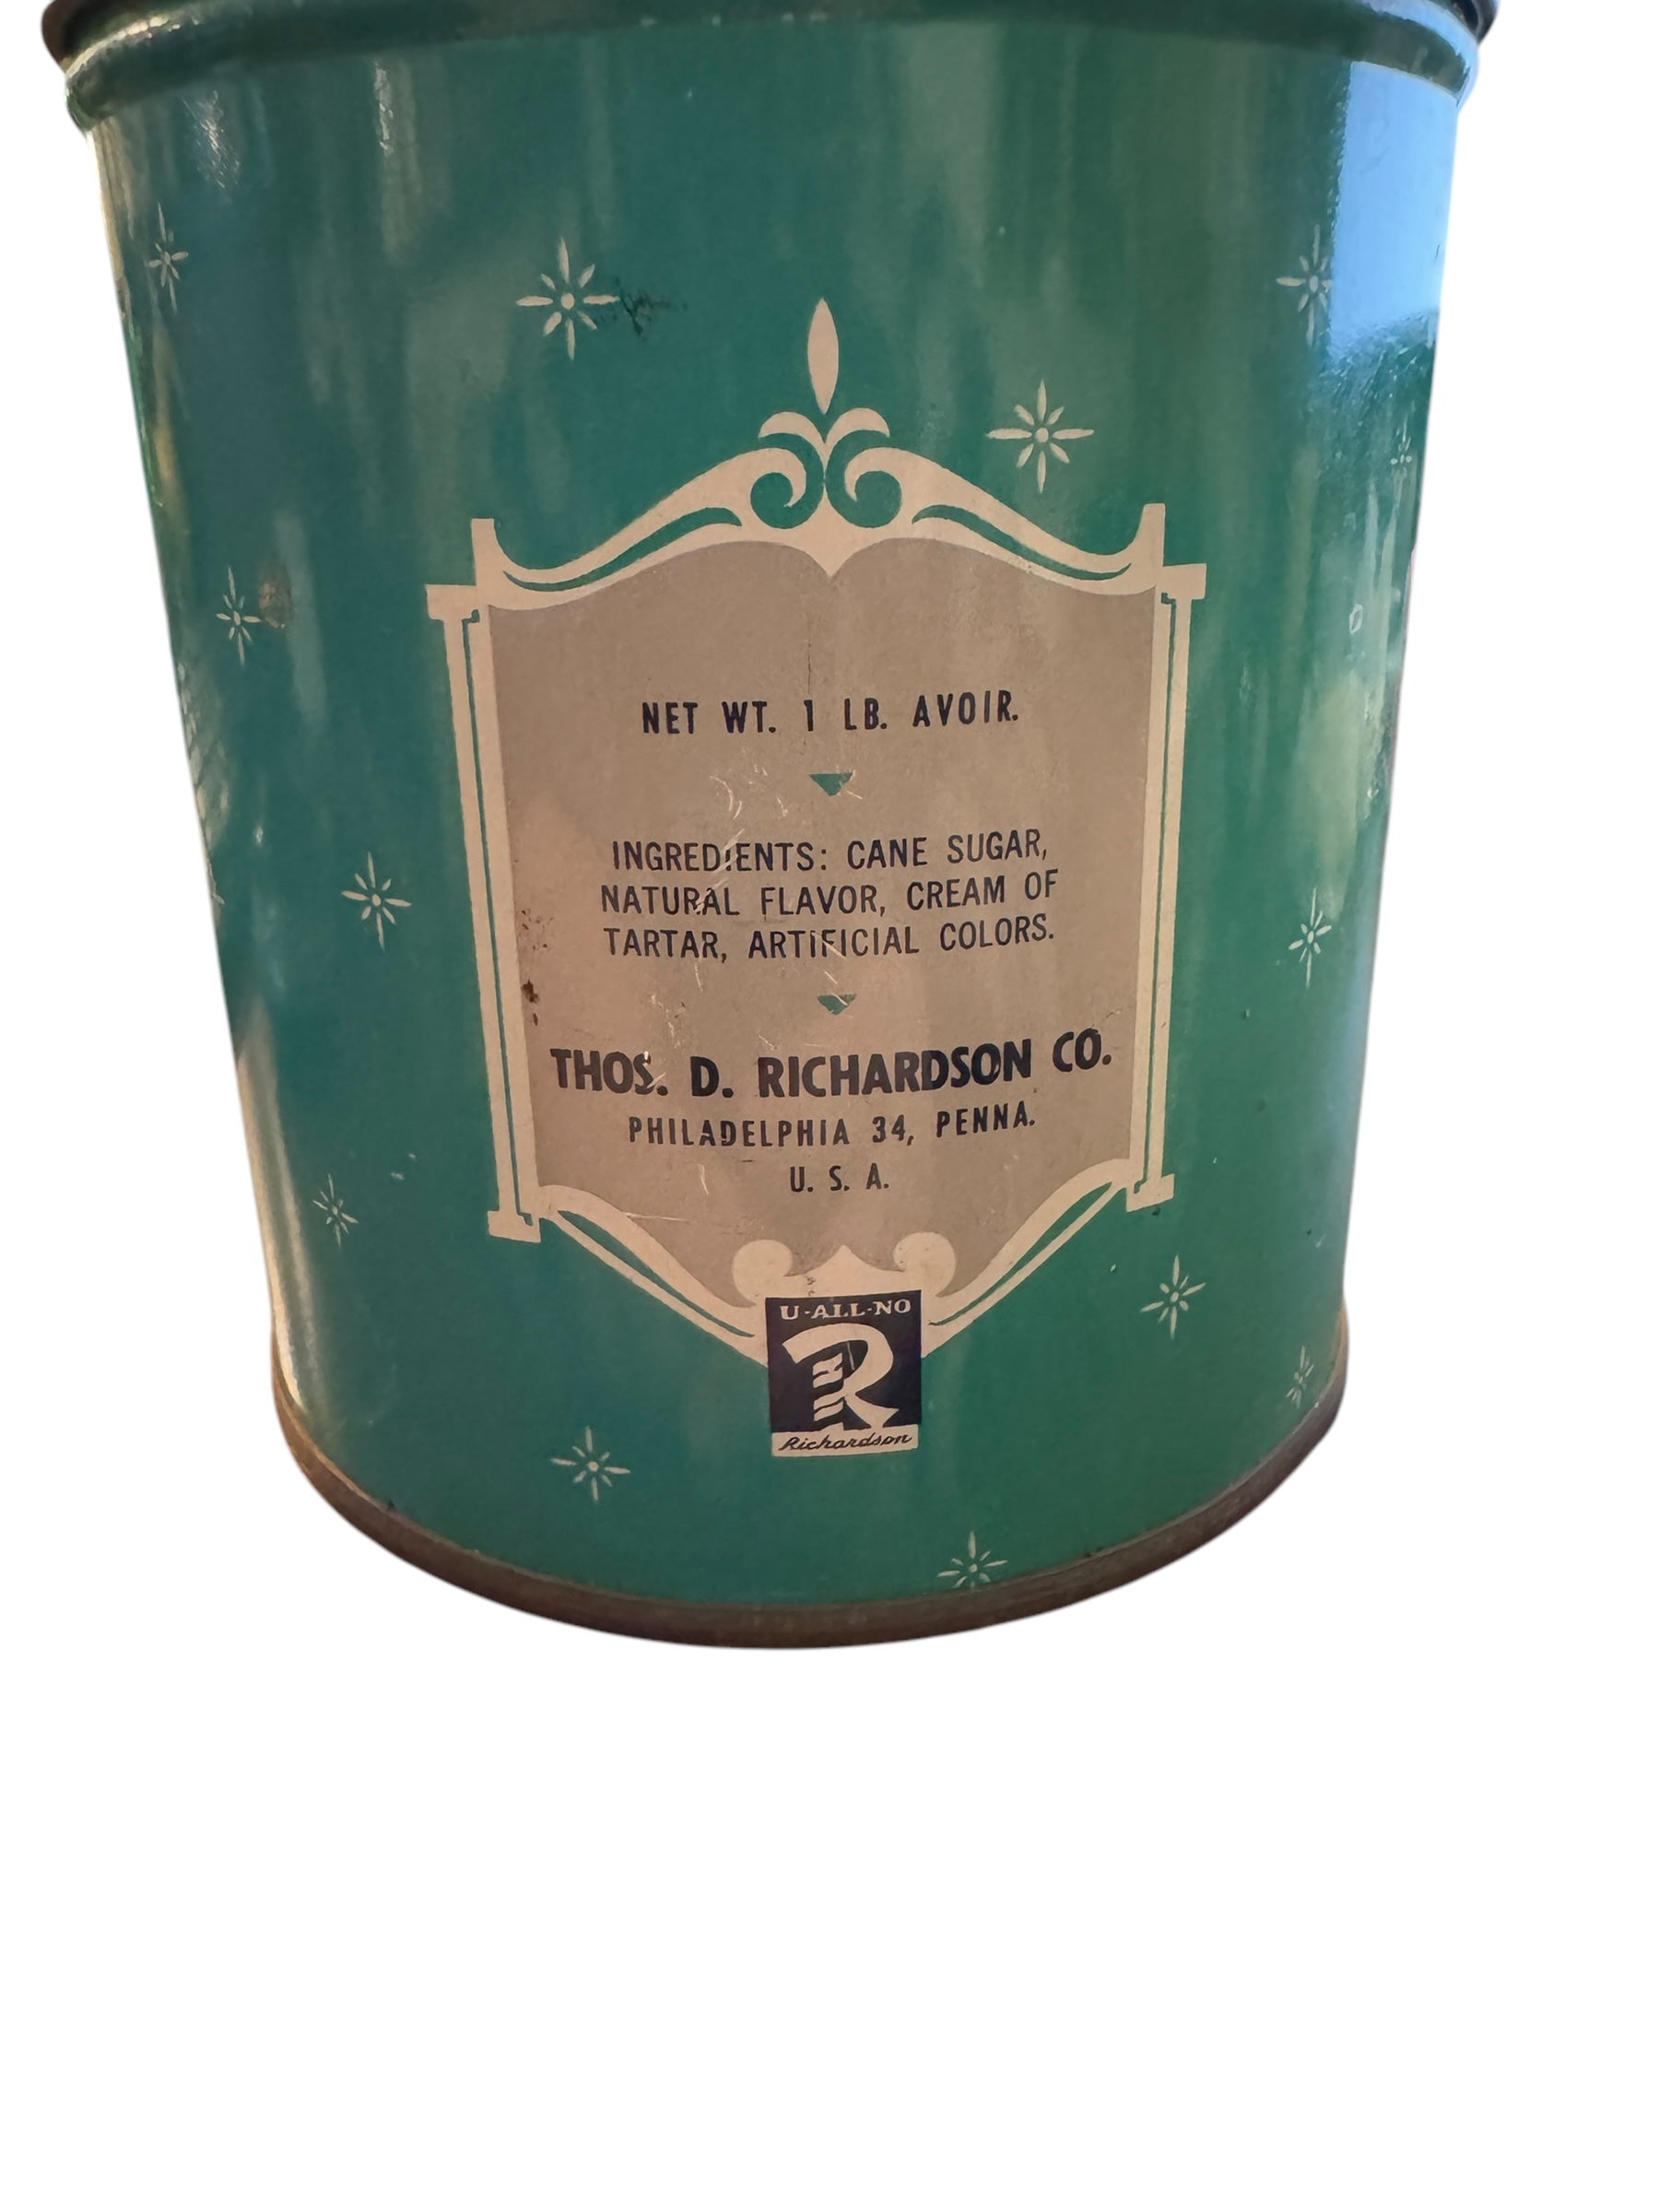 NET WT. 1 LB. AVOIR.
INGREDIENTS: CANE SUGAR,
NATURAL FLAVOR, CREAM OF
TARTAR, ARTIFICIAL COLORS.
THOS. D. RICHARDSON CO.
PHILADELPHIA 34, PENNA.
U. S. A.
U-ALL-NO
R
Richardson